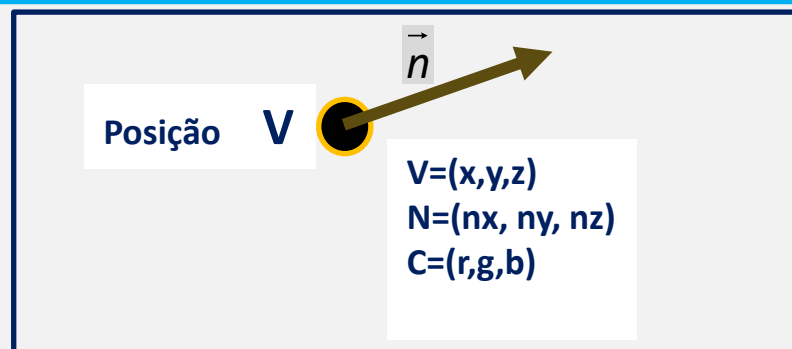 n
Posição V
V=(x,y,z)
N=(nx, ny, nz)
C=(r,g,b)